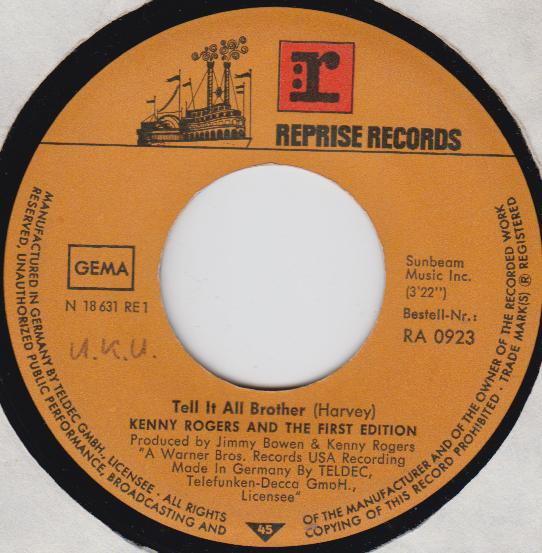 r:
REPRISE RECORDS
GEMA
N 18 631 RE 1
U.K.U.
Sunbeam
Music Inc.
(3'22")
Bestell-Nr.:
RA 0923
Tell It All Brother (Harvey)
KENNY ROGERS AND THE FIRST EDITION
Produced by Jimmy Bowen & Kenny Rogers
"A Warner Bros. Records USA Recording
Made In Germany By TELDEC,
Telefunken-Decca GmbH.,
Licensee"
45
MANUFACTURED IN GERMANY BY TELDEC GMBH., LICENSEE · ALL RIGHTS
RESERVED, UNAUTHORIZED PUBLIC PERFORMANCE, BROADCASTING AND
COPYING OF THIS RECORD PROHIBITED · TRADE MARK(S) ® REGISTERED
OF THE MANUFACTURER AND OF THE OWNER OF THE RECORDED WORK